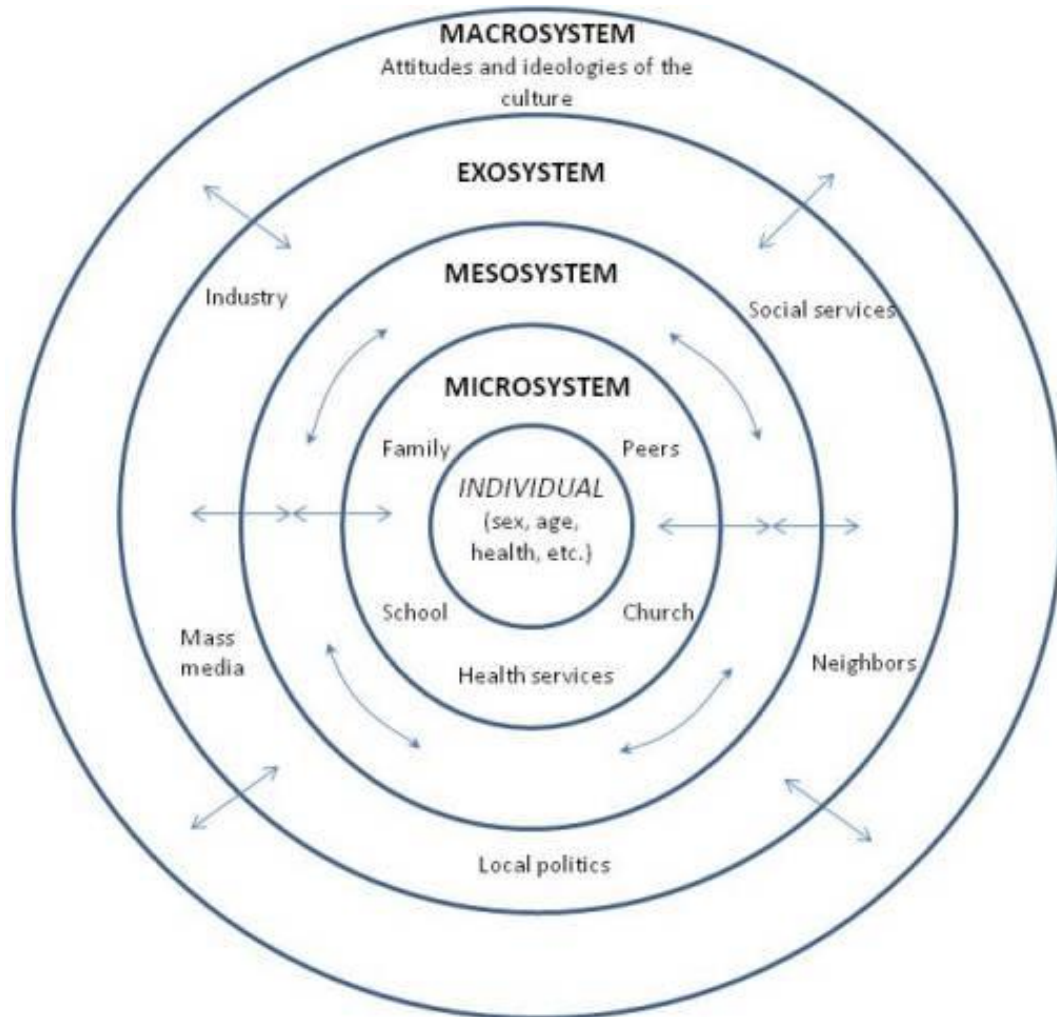 MACROSYSTEM
Attitudes and ideologies of the
culture
EXOSYSTEM
MESOSYSTEM
Industry
Social services
MICROSYSTEM
Family
Peers
INDIVIDUAL
(sex, age,
health, etc.)
School
Church
Mass
media
Neighbors
Health services
Local politics